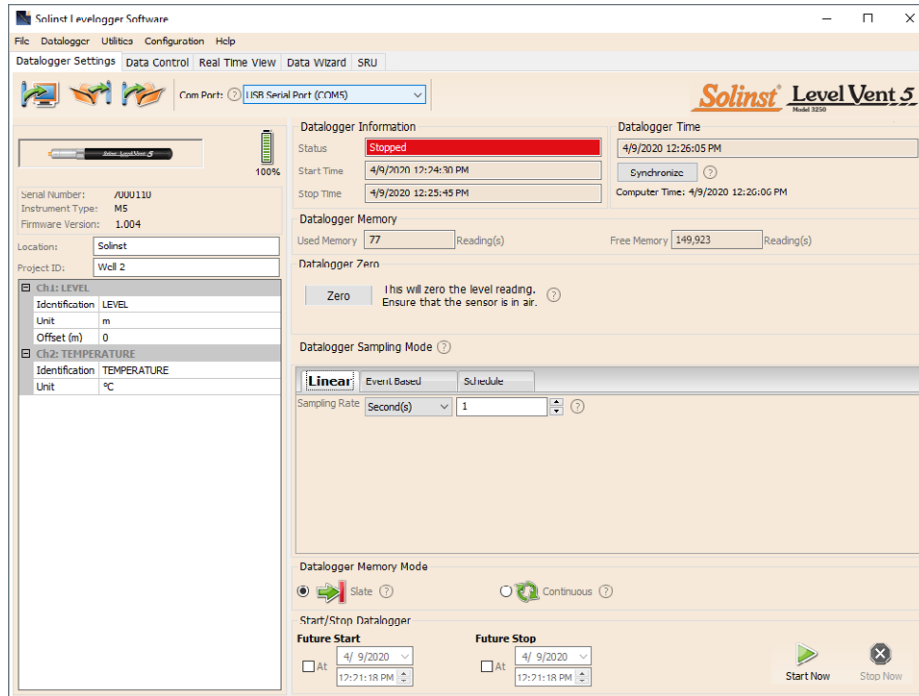 Solinst Levelogger Software
File Datalogger Utilities Configuration Help
Datalogger Settings Data Control Real Time View Data Wizard SRU
Com Port: ? USB Serial Port (COM5)
Solinst Level Vent 5
Model 3250
Solinst LevelVent 5
100%
Serial Number: 7000110
Instrument Type: M5
Firmware Version: 1.004
Location: Solinst
Project ID: Well 2
Ch1: LEVEL
Identification LEVEL
Unit m
Offset (m) 0
Ch2: TEMPERATURE
Identification TEMPERATURE
Unit ºC
Datalogger Information
Status Stopped
Start Time 4/9/2020 12:24:30 PM
Stop Time 4/9/2020 12:25:45 PM
Datalogger Time
4/9/2020 12:26:05 PM
Synchronize ?
Computer Time: 4/9/2020 12:26:06 PM
Datalogger Memory
Used Memory 77 Reading(s) Free Memory 149,923 Reading(s)
Datalogger Zero
Zero
This will zero the level reading.
Ensure that the sensor is in air. ?
Datalogger Sampling Mode ?
Linear Event Based Schedule
Sampling Rate Second(s) 1 ?
Datalogger Memory Mode
Slate ? Continuous ?
Start/Stop Datalogger
Future Start Future Stop
At 4/ 9/2020 12:21:18 PM
At 4/ 9/2020 12:21:18 PM
Start Now Stop Now